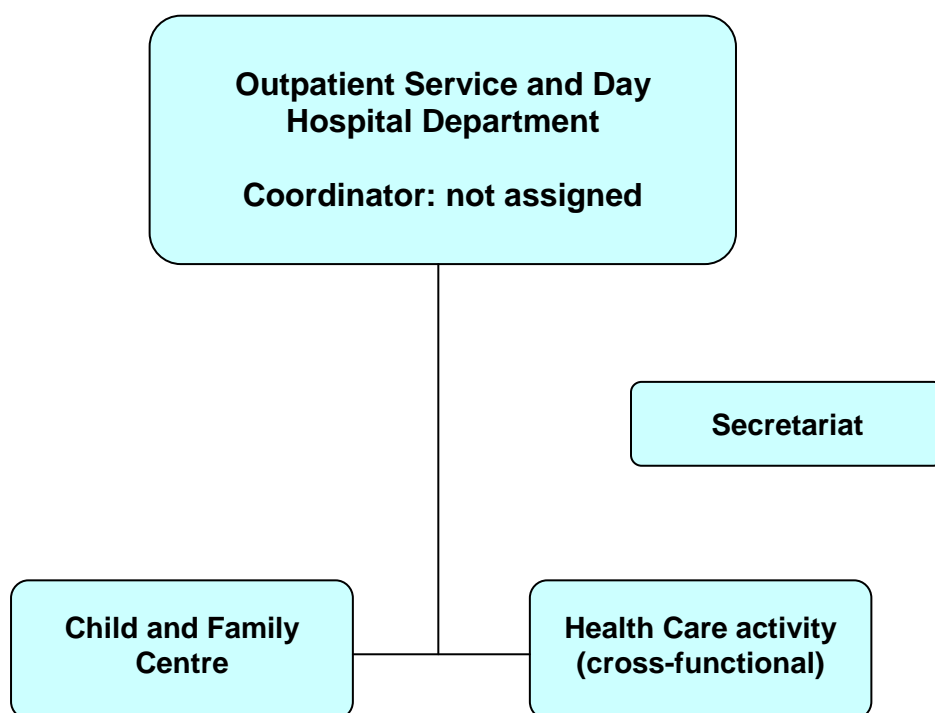 Outpatient Service and Day
Hospital Department
Coordinator: not assigned
Secretariat
Child and Family
Centre
Health Care activity
(cross-functional)